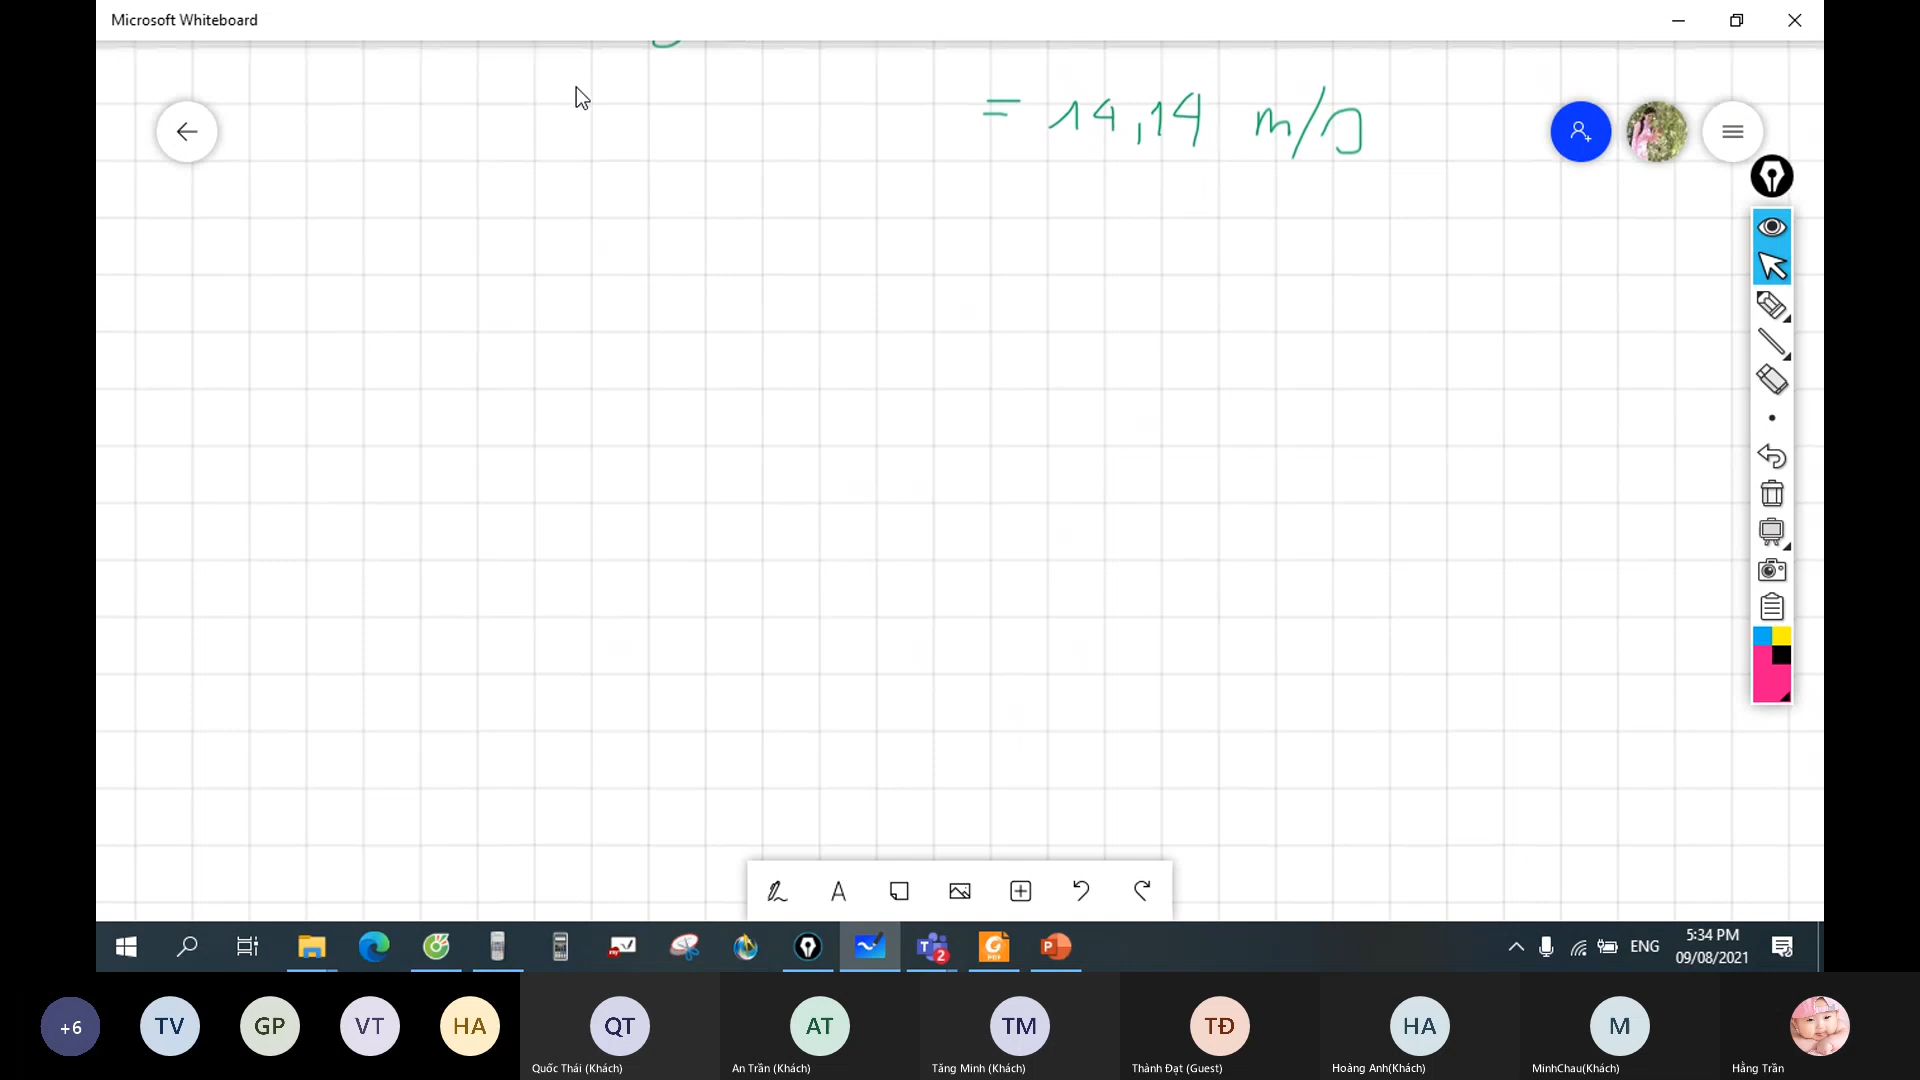 Microsoft Whiteboard
= 14,14 m/s
ENG
5:34 PM
09/08/2021
2
+6
TV
GP
VT
HA
QT
AT
TM
TĐ
HA
M
Quốc Thái (Khách)
An Trần (Khách)
Tăng Minh (Khách)
Thành Đạt (Guest)
Hoàng Anh(Khách)
MinhChau(Khách)
Hằng Trần